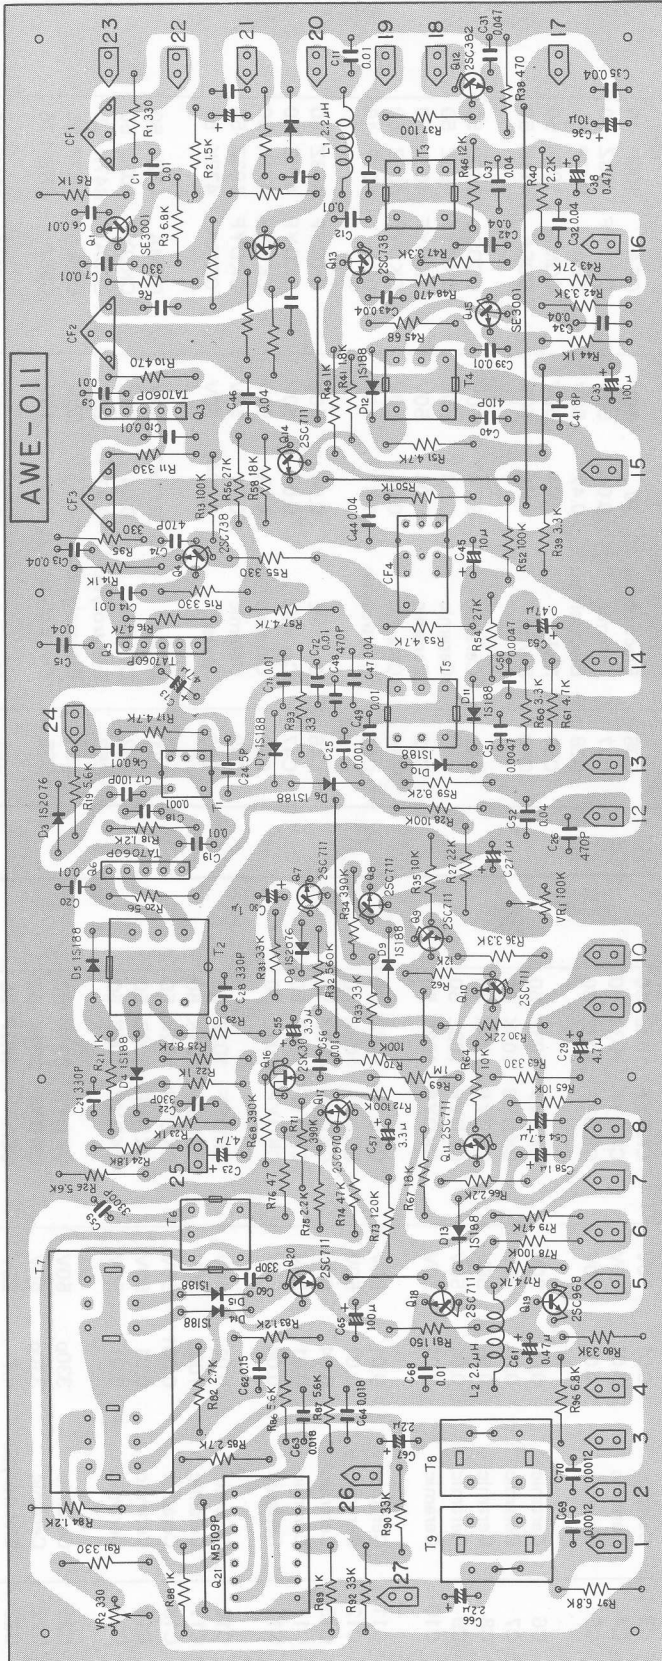 AWE-011
23
22
21
20
19
18
17
16
15
14
13
12
10
9
8
7
6
5
4
3
2
1
24
25
26
27
CF1
R1 330
C1
0.01
R2 1.5K
R5 1K
C6 0.01
Q1
SE3001
R3 6.8K
C7 0.01
330
R6
CF2
C11
0.01
L1 2.2μH
C12
0.01
Q13
2SC738
R37 100
T3
Q12
2SC382
C31
0.047
R38 470
C35 0.04
C36
10μ
R46 12K
C37
0.04
R40
2.2K
C38
0.47μ
C32 0.04
C42
0.04
R47 3.3K
R48 470
C43 0.04
R45 68
Q15
SE3001
R43 27K
R42 3.3K
C34
0.04
R44 1K
C33
100μ
R10 470
C9
0.01
TA7060P
Q3
C10 0.01
C46
0.04
R49 1K
R41 1.8K
D12
1S188
T4
C39 0.01
410P
C40
C41 8P
R11 330
CF3
R13 100K
R56 27K
R58 18K
Q14
2SC711
R51 4.7K
R50 1K
C13 0.04
330
R95
R14 1K
470P
C74
Q4
2SC738
C44 0.04
CF4
C45
10μ
R52 100K
R39 3.3K
C14 0.01
R15 330
R55 330
R16 4.7K
R57 4.7K
R53 4.7K
C15
0.04
Q5
TA7060P
C73
47μ
R54 27K
C53
0.47μ
C71 0.01
R93
33
C72
0.01
C48
470P
C47 0.04
C49
0.01
T5
D11
1S188
C50
0.0047
R60 3.3K
R61 4.7K
C51
0.0047
R17 4.7K
C16 0.01
C17 100P
T1
C24 5P
D7 1S188
C25
0.001
D6 1S188
1S188
D10
R59 8.2K
R28 100K
D3 1S2076
R19 5.6K
C18
0.001
R18 1.2K
C19
0.01
TA7060P
Q6
C20
0.01
R20 56
C52
0.04
C26
470P
C30 1μ
Q7
2SC711
R34 390K
Q8
2SC711
R35 10K
R27 22K
C27 1μ
VR1 100K
D5 1S188
T2
C28 330P
R31 33K
D8 1S2076
R32 560K
D9
1S188
R33 33K
Q9
2SC711
R36 3.3K
12K
R62
Q10
2SC711
R29 100
R25 8.2K
C55
3.3μ
Q16
2SK30
C56
0.01
R30 22K
C29
4.7μ
R21 1K
D4 1S188
C21 330P
R22 1K
C22
330P
R23 1K
R24 1.8K
C23
4.7μ
R26 5.6K
C59
3300P
100K
R70
1M
R69
R64
10K
R63 330
R65 10K
R68 390K
R71
390K
Q17
2SC870
R72 100K
C57
3.3μ
Q11 2SC711
C54 4.7μ
C58 1μ
R76 47
R75 2.2K
R74 47K
R73 120K
R67 18K
R66 2.2K
D13
1S188
R79 47K
R78 100K
R77 4.7K
T7
T6
1S188
D15
D14
1S188
330P
C60
Q20
2SC711
R83 1.2K
C65
100μ
Q18
2SC711
R81 150
L2 2.2μH
Q19
2SC968
C61
0.47μ
R80 33K
R82 2.7K
C62 0.15
R86 5.6K
C63
0.018
R87 5.6K
C64 0.018
C68
0.01
R96 6.8K
R85 2.7K
C67
22μ
T8
C70
0.0012
R84 1.2K
R91 330
VR2 330
R88 1K
Q21 M5109P
R89 1K
R92 33K
R90 33K
T9
C69
0.0012
C66
22μ
R97 6.8K